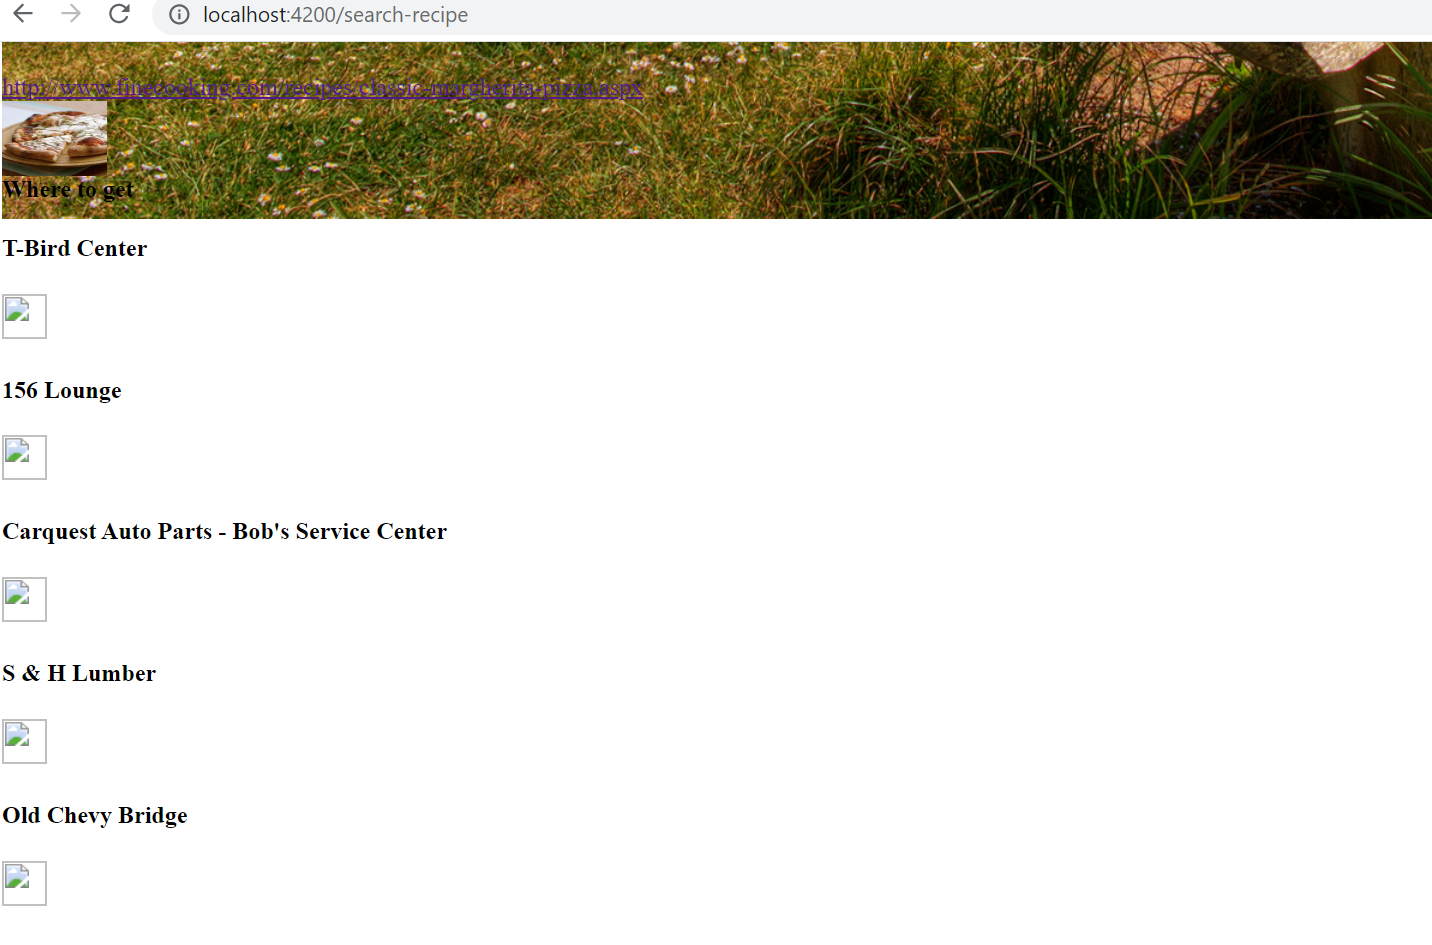 localhost:4200/search-recipe
http://www.finecooking.com/recipes/classic-margherita-pizza.aspx
Where to get
T-Bird Center
156 Lounge
Carquest Auto Parts - Bob's Service Center
S & H Lumber
Old Chevy Bridge